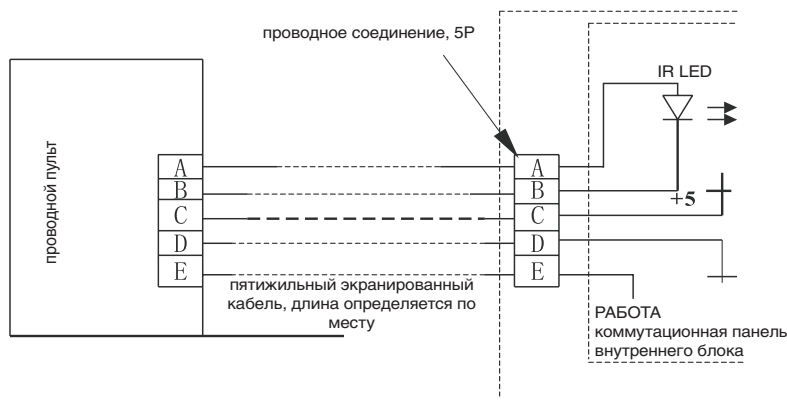 проводное соединение, 5P
IR LED
проводной пульт
A
B
C
D
E
A
B
C
D
E
+5
пятижильный экранированный
кабель, длина определяется по
месту
РАБОТА
коммутационная панель
внутреннего блока